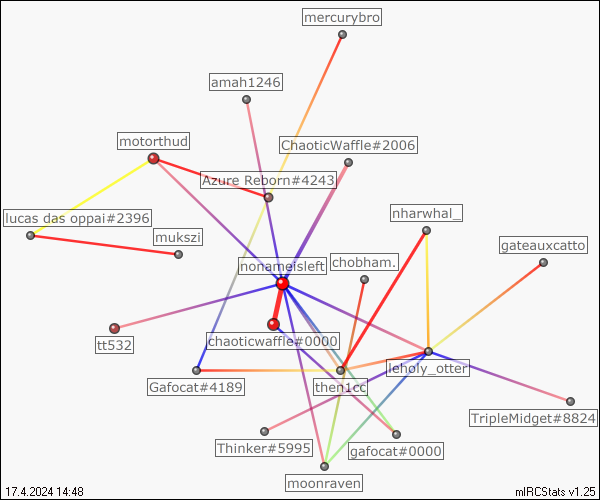 mercurybro
amah1246
motorthud
ChaoticWaffle#2006
Azure Reborn#4243
lucas das oppai#2396
nharwhal_
mukszi
gateauxcatto
nonameisleft
chobham.
tt532
chaoticwaffle#0000
leholy_otter
Gafocat#4189
then1cc
TripleMidget#8824
Thinker#5995
gafocat#0000
moonraven
17.4.2024 14:48
mIRCStats v1.25